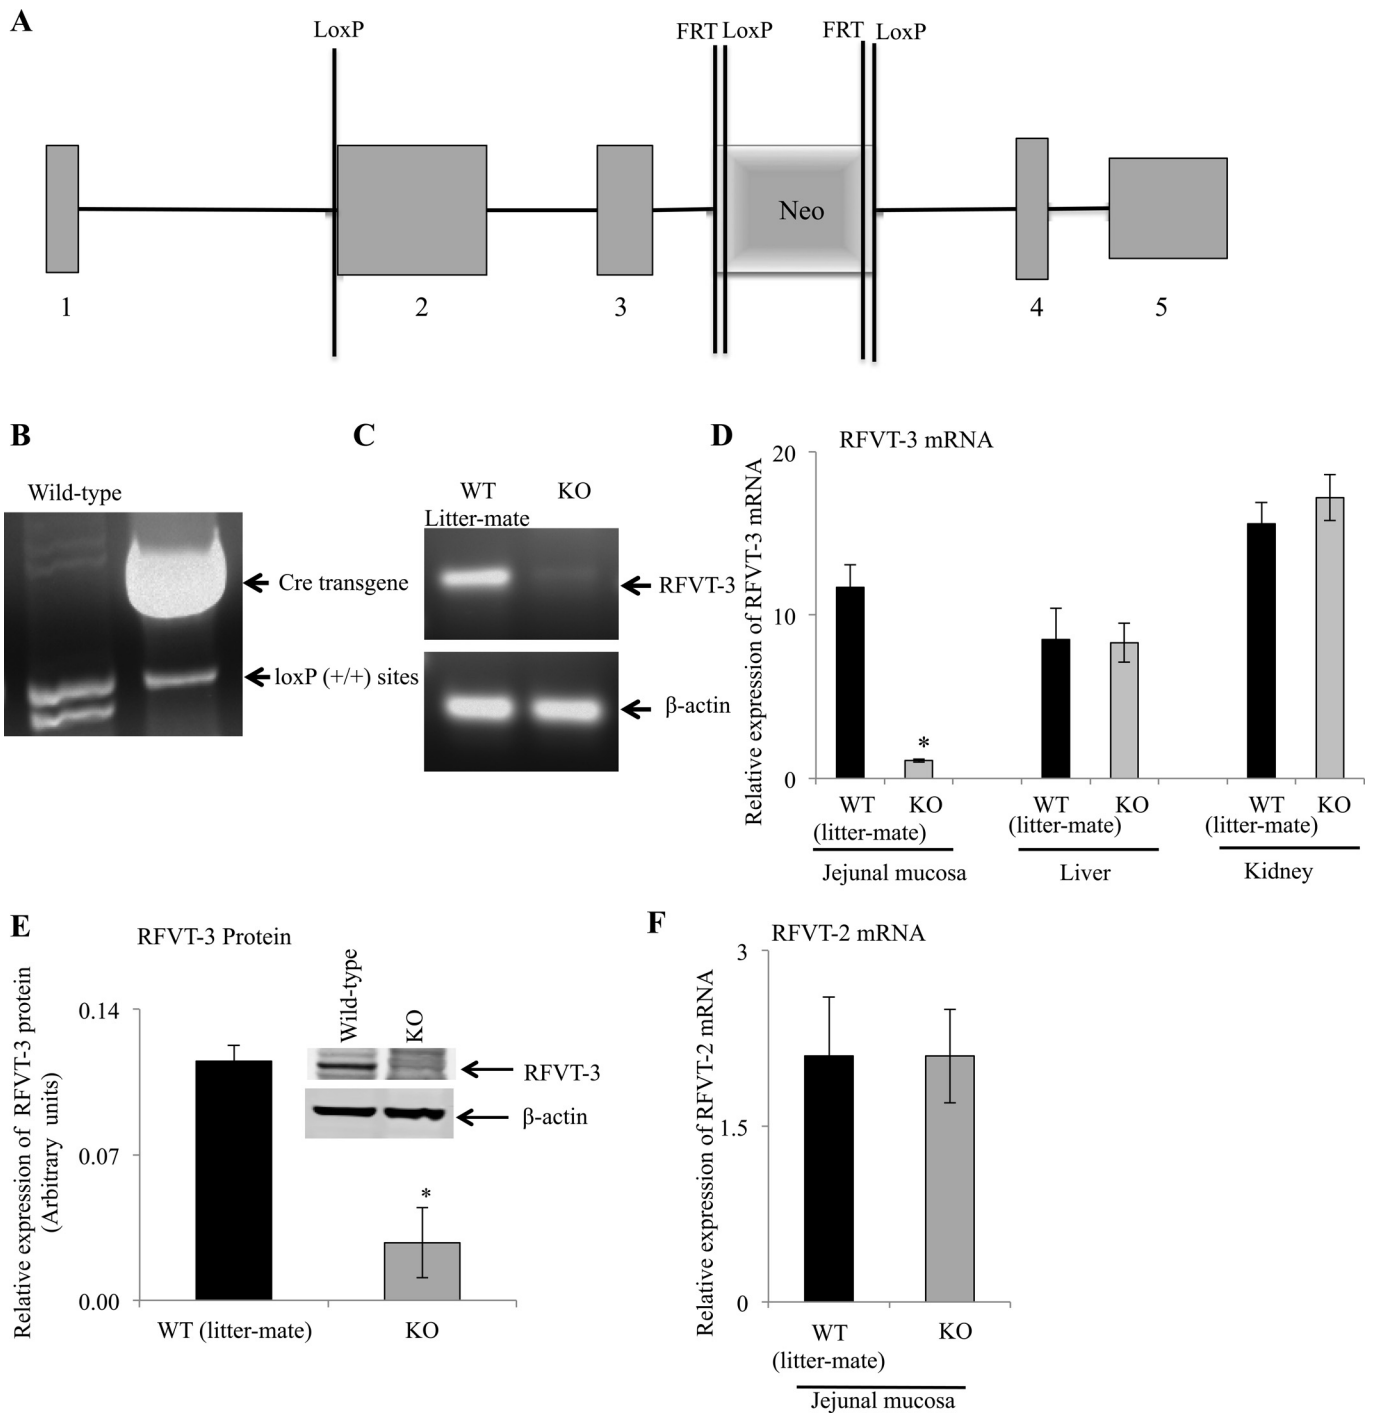 A
LoxP
FRT LoxP
FRT LoxP
Neo
1
2
3
4
5
B
Wild-type
Cre transgene
loxP (+/+) sites
C
WT
Litter-mate
KO
RFVT-3
β-actin
D
RFVT-3 mRNA
Relative expression of RFVT-3 mRNA
20
10
0
*
WT
(litter-mate)
KO
WT
(litter-mate)
KO
WT
(litter-mate)
KO
Jejunal mucosa
Liver
Kidney
E
RFVT-3 Protein
Relative expression of RFVT-3 protein
(Arbitrary units)
0.14
0.07
0.00
Wild-type
KO
RFVT-3
β-actin
*
WT (litter-mate)
KO
F
RFVT-2 mRNA
Relative expression of RFVT-2 mRNA
3
1.5
0
WT
(litter-mate)
KO
Jejunal mucosa